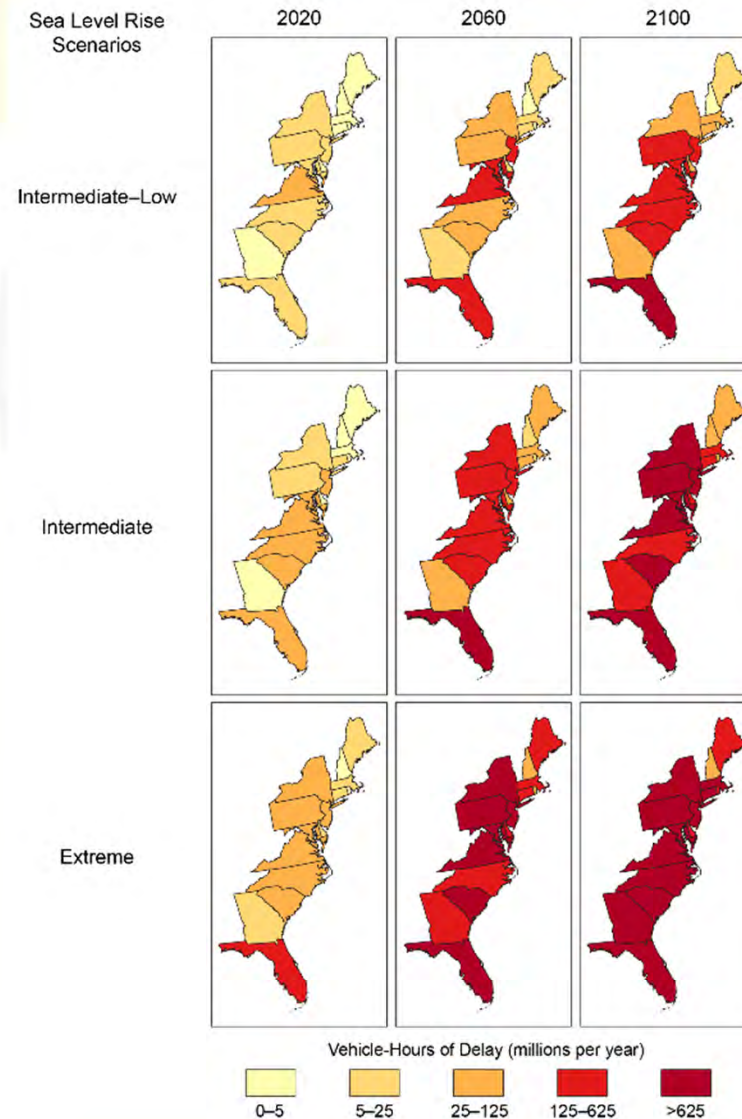 Sea Level Rise
Scenarios
2020
2060
2100
Intermediate–Low
Intermediate
Extreme
Vehicle-Hours of Delay (millions per year)
0–5
5–25
25–125
125–625
>625